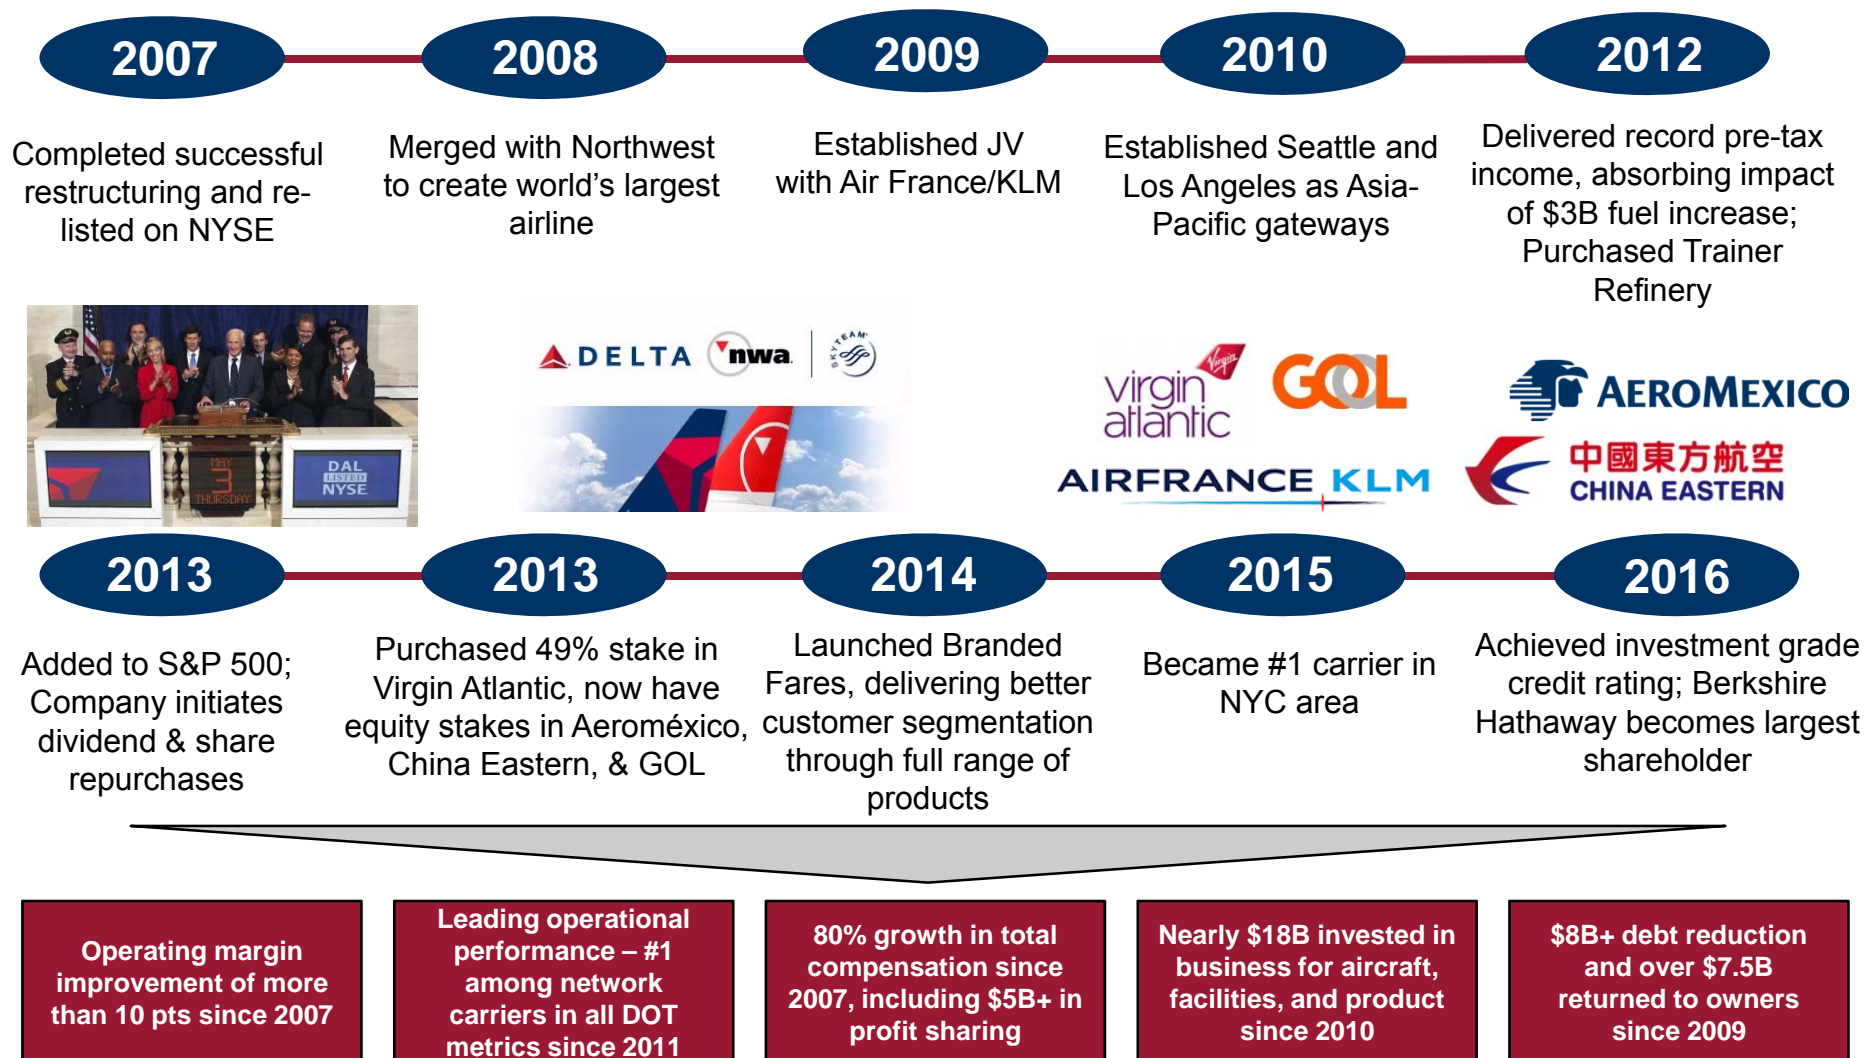 2007
2008
2009
2010
2012
Completed successful
restructuring and re-
listed on NYSE
Merged with Northwest
to create world's largest
airline
Established JV
with Air France/KLM
Established Seattle and
Los Angeles as Asia-
Pacific gateways
Delivered record pre-tax
income, absorbing impact
of $3B fuel increase;
Purchased Trainer
Refinery
MAY
3
THURSDAY
DAL
LISTED
NYSE
DELTA
nwa
SKYTEAM
Virgin
virgin
atlantic
GOL
AIRFRANCE KLM
AEROMEXICO
中國東方航空
CHINA EASTERN
2013
2013
2014
2015
2016
Added to S&P 500;
Company initiates
dividend & share
repurchases
Purchased 49% stake in
Virgin Atlantic, now have
equity stakes in Aeroméxico,
China Eastern, & GOL
Launched Branded
Fares, delivering better
customer segmentation
through full range of
products
Became #1 carrier in
NYC area
Achieved investment grade
credit rating; Berkshire
Hathaway becomes largest
shareholder
Operating margin
improvement of more
than 10 pts since 2007
Leading operational
performance – #1
among network
carriers in all DOT
metrics since 2011
80% growth in total
compensation since
2007, including $5B+ in
profit sharing
Nearly $18B invested in
business for aircraft,
facilities, and product
since 2010
$8B+ debt reduction
and over $7.5B
returned to owners
since 2009